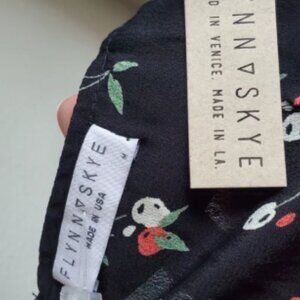 NN▽SKYE
D IN VENICE. MADE IN LA.
FLYNN▽SKYE
MADE IN USA